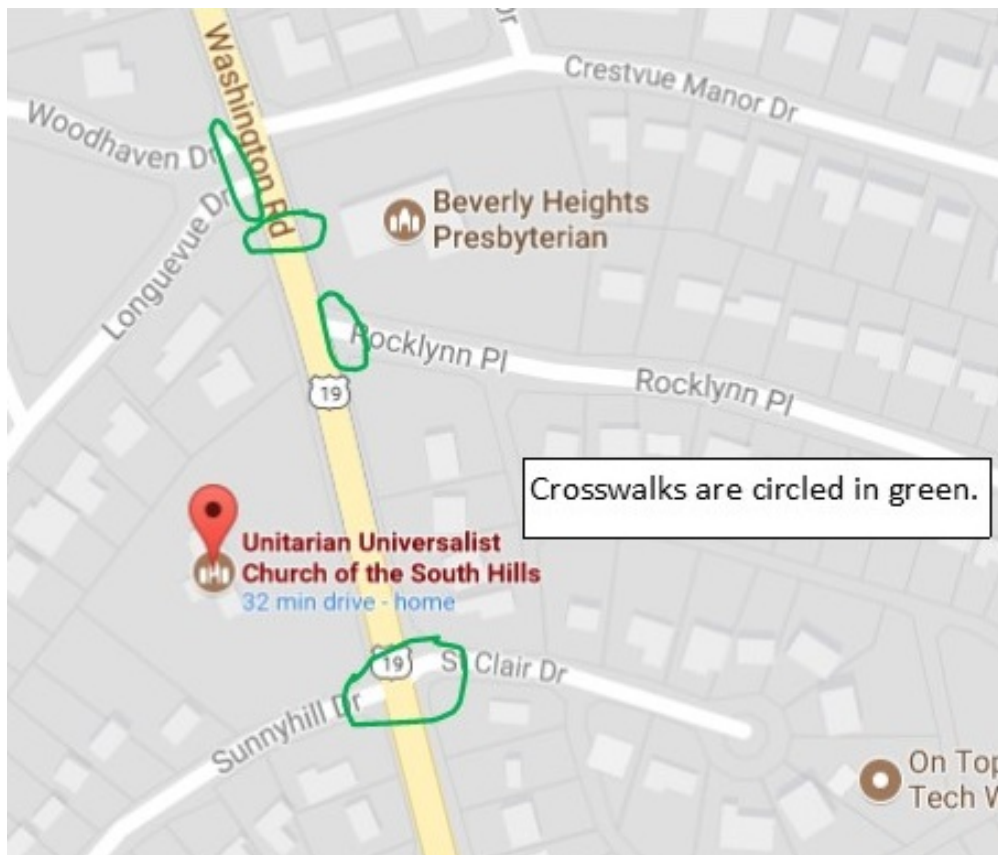 Dr
Washington Rd
Crestvue Manor Dr
Woodhaven Dr
Longuevue Dr
Beverly Heights
Presbyterian
Rocklynn Pl
Rocklynn Pl
19
Crosswalks are circled in green.
Unitarian Universalist
Church of the South Hills
32 min drive - home
19
St Clair Dr
Sunnyhill Dr
On Top
Tech W